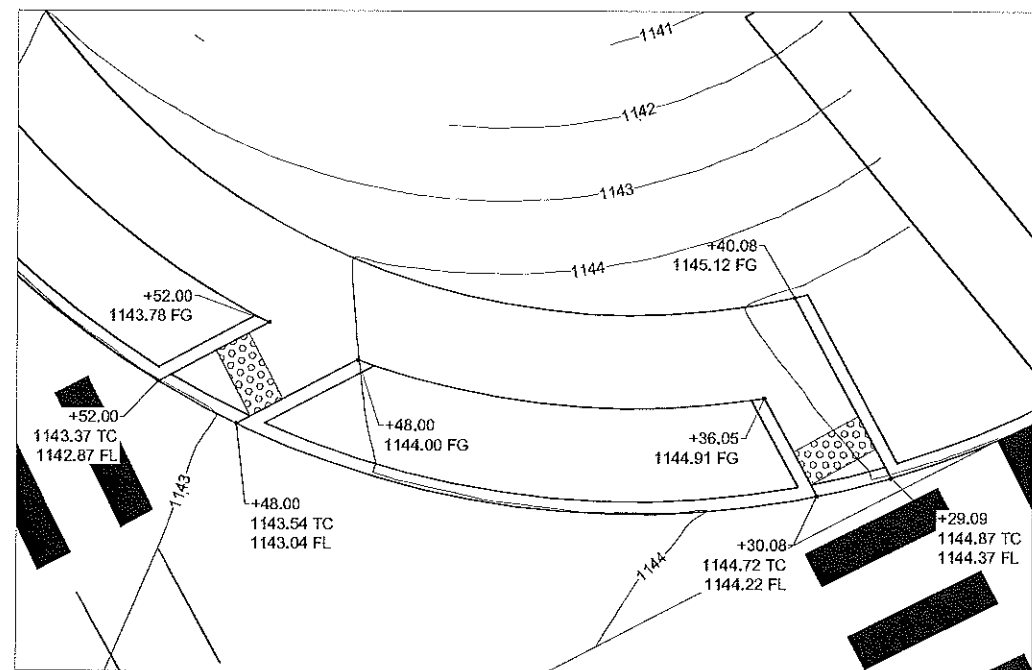 1141
1142
1143
+40.08
1145.12 FG
1144
+52.00
1143.78 FG
+52.00
1143.37 TC
1142.87 FL
+48.00
1144.00 FG
+36.05
1144.91 FG
1143
+48.00
1143.54 TC
1143.04 FL
1144
+30.08
1144.72 TC
1144.22 FL
+29.09
1144.87 TC
1144.37 FL